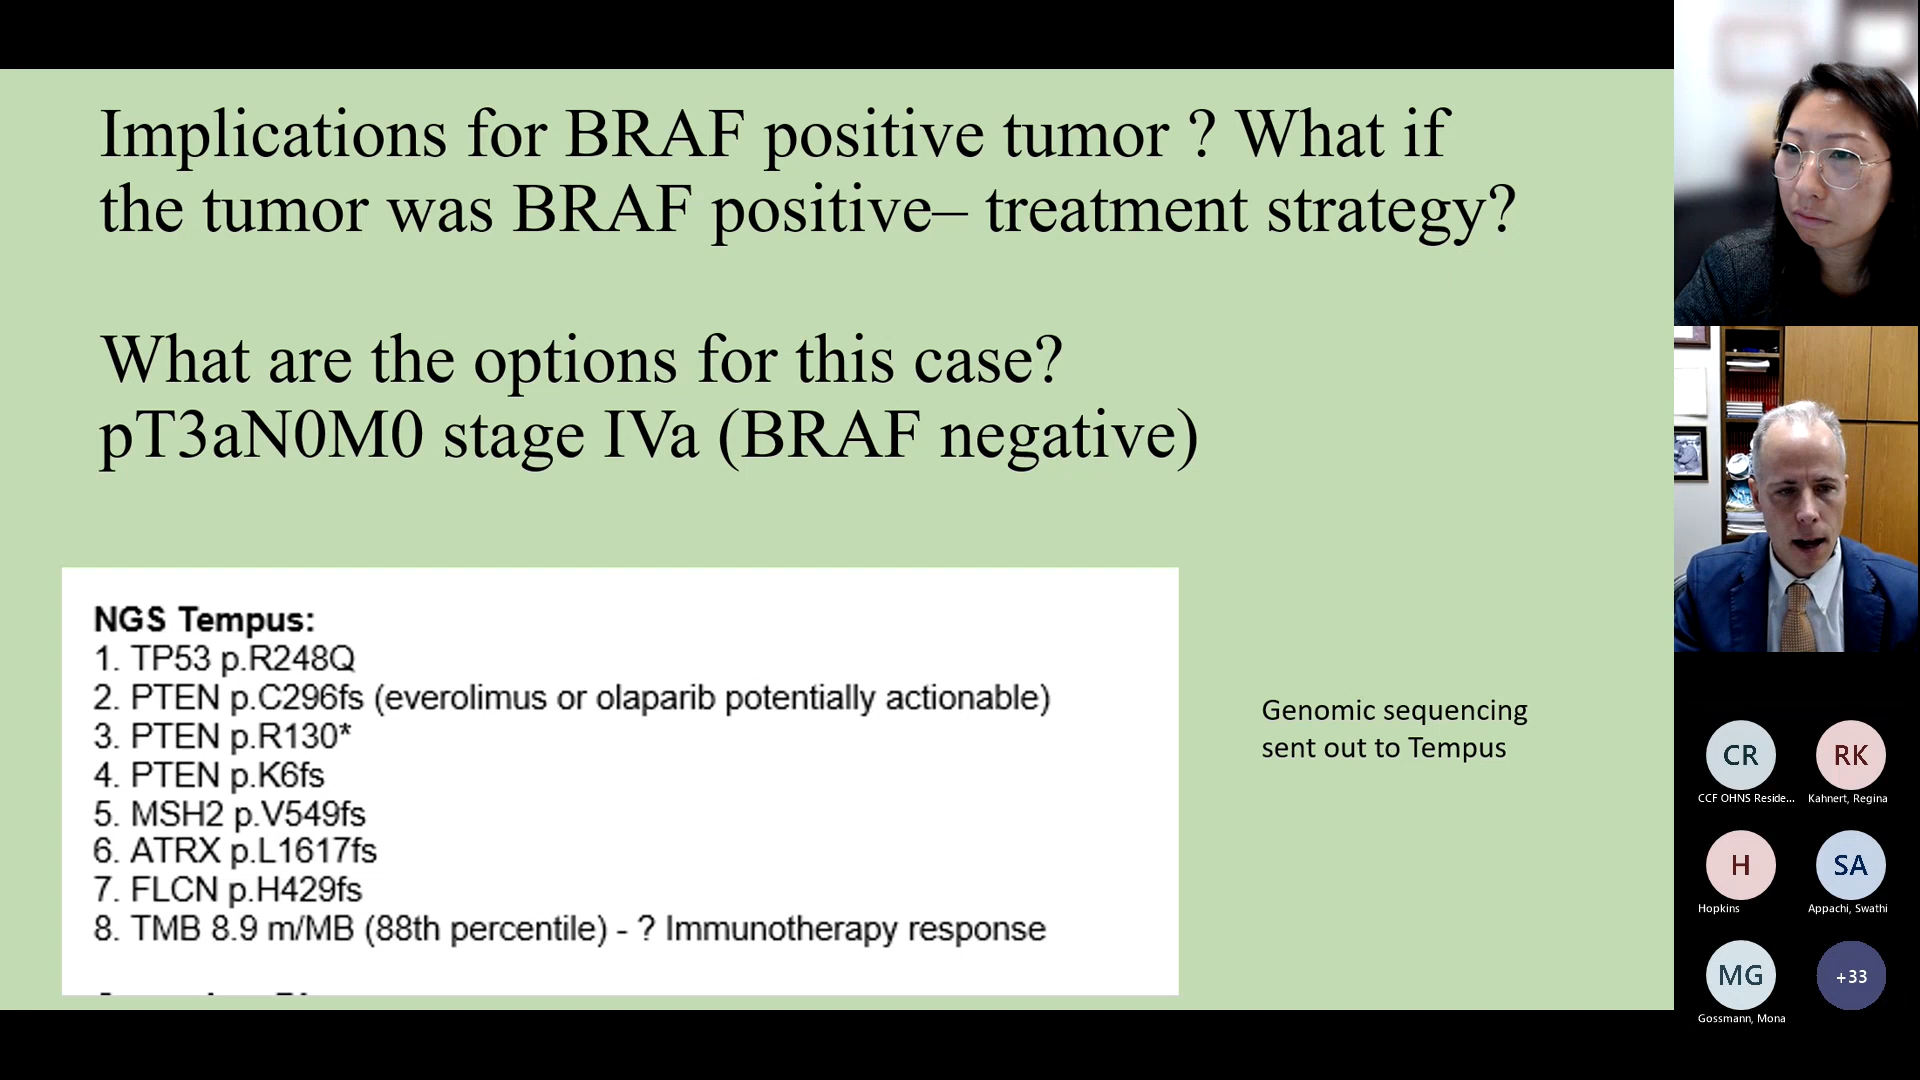 Implications for BRAF positive tumor ? What if
the tumor was BRAF positive– treatment strategy?
What are the options for this case?
pT3aN0M0 stage IVa (BRAF negative)
NGS Tempus:
1. TP53 p.R248Q
2. PTEN p.C296fs (everolimus or olaparib potentially actionable)
3. PTEN p.R130*
4. PTEN p.K6fs
5. MSH2 p.V549fs
6. ATRX p.L1617fs
7. FLCN p.H429fs
8. TMB 8.9 m/MB (88th percentile) - ? Immunotherapy response
Genomic sequencing
sent out to Tempus
CR
RK
CCF OHNS Reside...
Kahnert, Regina
H
SA
Hopkins
Appachi, Swathi
MG
+33
Gossmann, Mona